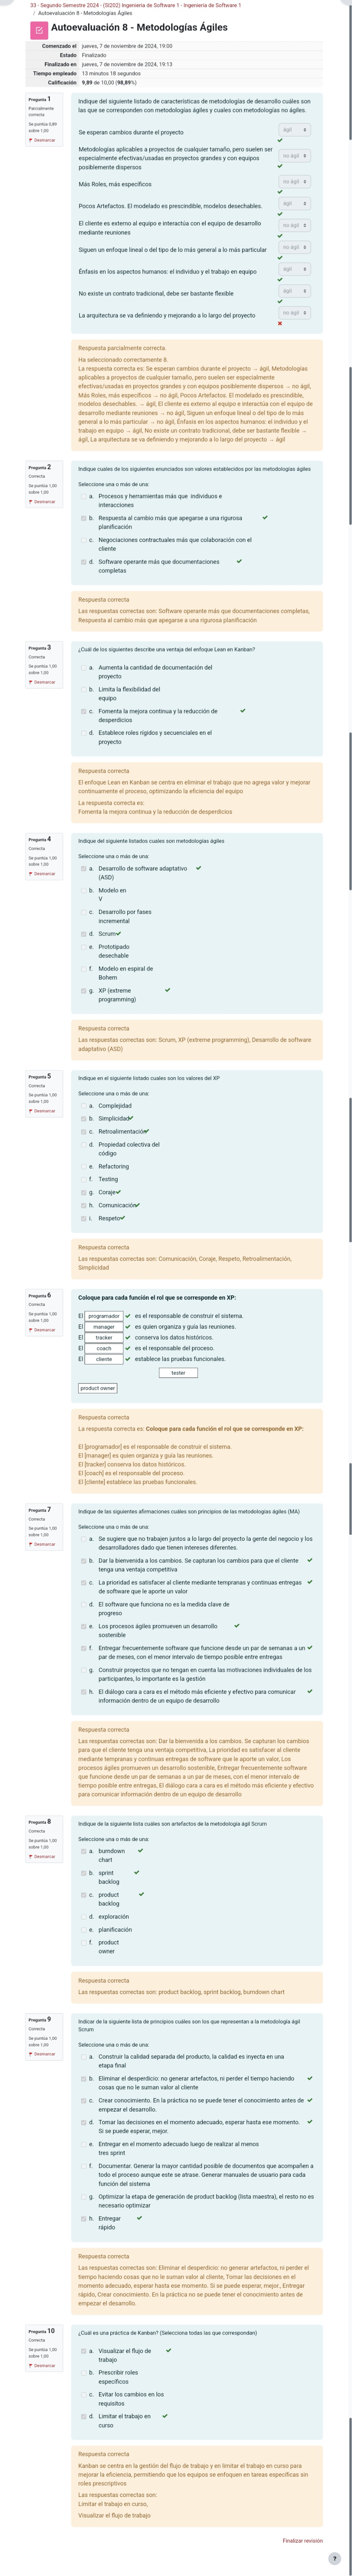 33 - Segundo Semestre 2024 - (SI202) Ingeniería de Software 1 - Ingeniería de Software 1
/ Autoevaluación 8 - Metodologías Ágiles
Autoevaluación 8 - Metodologías Ágiles
Comenzado el jueves, 7 de noviembre de 2024, 19:00
Estado Finalizado
Finalizado en jueves, 7 de noviembre de 2024, 19:13
Tiempo empleado 13 minutos 18 segundos
Calificación 9,89 de 10,00 (98,89%)
Pregunta 1
Parcialmente
correcta
Se puntúa 0,89
sobre 1,00
Desmarcar
Indique del siguiente listado de características de metodologías de desarrollo cuáles son
las que se corresponden con metodologías ágiles y cuales con metodologías no ágiles.
Se esperan cambios durante el proyecto ágil
Metodologías aplicables a proyectos de cualquier tamaño, pero suelen ser
especialmente efectivas/usadas en proyectos grandes y con equipos no ágil
posiblemente dispersos
Más Roles, más específicos no ágil
Pocos Artefactos. El modelado es prescindible, modelos desechables. ágil
El cliente es externo al equipo e interactúa con el equipo de desarrollo
mediante reuniones no ágil
Siguen un enfoque lineal o del tipo de lo más general a lo más particular no ágil
Énfasis en los aspectos humanos: el individuo y el trabajo en equipo ágil
No existe un contrato tradicional, debe ser bastante flexible ágil
La arquitectura se va definiendo y mejorando a lo largo del proyecto no ágil
Respuesta parcialmente correcta.
Ha seleccionado correctamente 8.
La respuesta correcta es: Se esperan cambios durante el proyecto → ágil, Metodologías
aplicables a proyectos de cualquier tamaño, pero suelen ser especialmente
efectivas/usadas en proyectos grandes y con equipos posiblemente dispersos → no ágil,
Más Roles, más específicos → no ágil, Pocos Artefactos. El modelado es prescindible,
modelos desechables. → ágil, El cliente es externo al equipo e interactúa con el equipo de
desarrollo mediante reuniones → no ágil, Siguen un enfoque lineal o del tipo de lo más
general a lo más particular → no ágil, Énfasis en los aspectos humanos: el individuo y el
trabajo en equipo → ágil, No existe un contrato tradicional, debe ser bastante flexible →
ágil, La arquitectura se va definiendo y mejorando a lo largo del proyecto → ágil
Pregunta 2
Correcta
Se puntúa 1,00
sobre 1,00
Desmarcar
Indique cuales de los siguientes enunciados son valores establecidos por las metodologías ágiles
Seleccione una o más de una:
a. Procesos y herramientas más que individuos e
interacciones
b. Respuesta al cambio más que apegarse a una rigurosa
planificación
c. Negociaciones contractuales más que colaboración con el
cliente
d. Software operante más que documentaciones
completas
Respuesta correcta
Las respuestas correctas son: Software operante más que documentaciones completas,
Respuesta al cambio más que apegarse a una rigurosa planificación
Pregunta 3
Correcta
Se puntúa 1,00
sobre 1,00
Desmarcar
¿Cuál de los siguientes describe una ventaja del enfoque Lean en Kanban?
a. Aumenta la cantidad de documentación del
proyecto
b. Limita la flexibilidad del
equipo
c. Fomenta la mejora continua y la reducción de
desperdicios
d. Establece roles rígidos y secuenciales en el
proyecto
Respuesta correcta
El enfoque Lean en Kanban se centra en eliminar el trabajo que no agrega valor y mejorar
continuamente el proceso, optimizando la eficiencia del equipo
La respuesta correcta es:
Fomenta la mejora continua y la reducción de desperdicios
Pregunta 4
Correcta
Se puntúa 1,00
sobre 1,00
Desmarcar
Indique del siguiente listados cuales son metodologías ágiles
Seleccione una o más de una:
a. Desarrollo de software adaptativo
(ASD)
b. Modelo en
V
c. Desarrollo por fases
incremental
d. Scrum
e. Prototipado
desechable
f. Modelo en espiral de
Bohem
g. XP (extreme
programming)
Respuesta correcta
Las respuestas correctas son: Scrum, XP (extreme programming), Desarrollo de software
adaptativo (ASD)
Pregunta 5
Correcta
Se puntúa 1,00
sobre 1,00
Desmarcar
Indique en el siguiente listado cuales son los valores del XP
Seleccione una o más de una:
a. Complejidad
b. Simplicidad
c. Retroalimentación
d. Propiedad colectiva del
código
e. Refactoring
f. Testing
g. Coraje
h. Comunicación
i. Respeto
Respuesta correcta
Las respuestas correctas son: Comunicación, Coraje, Respeto, Retroalimentación,
Simplicidad
Pregunta 6
Correcta
Se puntúa 1,00
sobre 1,00
Desmarcar
Coloque para cada función el rol que se corresponde en XP:
El programador es el responsable de construir el sistema.
El manager es quien organiza y guía las reuniones.
El tracker conserva los datos históricos.
El coach es el responsable del proceso.
El cliente establece las pruebas funcionales.
tester
product owner
Respuesta correcta
La respuesta correcta es: Coloque para cada función el rol que se corresponde en XP:
El [programador] es el responsable de construir el sistema.
El [manager] es quien organiza y guía las reuniones.
El [tracker] conserva los datos históricos.
El [coach] es el responsable del proceso.
El [cliente] establece las pruebas funcionales.
Pregunta 7
Correcta
Se puntúa 1,00
sobre 1,00
Desmarcar
Indique de las siguientes afirmaciones cuáles son principios de las metodologías ágiles (MA)
Seleccione una o más de una:
a. Se sugiere que no trabajen juntos a lo largo del proyecto la gente del negocio y los
desarrolladores dado que tienen intereses diferentes.
b. Dar la bienvenida a los cambios. Se capturan los cambios para que el cliente
tenga una ventaja competitiva
c. La prioridad es satisfacer al cliente mediante tempranas y continuas entregas
de software que le aporte un valor
d. El software que funciona no es la medida clave de
progreso
e. Los procesos ágiles promueven un desarrollo
sostenible
f. Entregar frecuentemente software que funcione desde un par de semanas a un
par de meses, con el menor intervalo de tiempo posible entre entregas
g. Construir proyectos que no tengan en cuenta las motivaciones individuales de los
participantes, lo importante es la gestión
h. El diálogo cara a cara es el método más eficiente y efectivo para comunicar
información dentro de un equipo de desarrollo
Respuesta correcta
Las respuestas correctas son: Dar la bienvenida a los cambios. Se capturan los cambios
para que el cliente tenga una ventaja competitiva, La prioridad es satisfacer al cliente
mediante tempranas y continuas entregas de software que le aporte un valor, Los
procesos ágiles promueven un desarrollo sostenible, Entregar frecuentemente software
que funcione desde un par de semanas a un par de meses, con el menor intervalo de
tiempo posible entre entregas, El diálogo cara a cara es el método más eficiente y efectivo
para comunicar información dentro de un equipo de desarrollo
Pregunta 8
Correcta
Se puntúa 1,00
sobre 1,00
Desmarcar
Indique de la siguiente lista cuáles son artefactos de la metodología ágil Scrum
Seleccione una o más de una:
a. burndown
chart
b. sprint
backlog
c. product
backlog
d. exploración
e. planificación
f. product
owner
Respuesta correcta
Las respuestas correctas son: product backlog, sprint backlog, burndown chart
Pregunta 9
Correcta
Se puntúa 1,00
sobre 1,00
Desmarcar
Indicar de la siguiente lista de principios cuáles son los que representan a la metodología ágil
Scrum
Seleccione una o más de una:
a. Construir la calidad separada del producto, la calidad es inyecta en una
etapa final
b. Eliminar el desperdicio: no generar artefactos, ni perder el tiempo haciendo
cosas que no le suman valor al cliente
c. Crear conocimiento. En la práctica no se puede tener el conocimiento antes de
empezar el desarrollo.
d. Tomar las decisiones en el momento adecuado, esperar hasta ese momento.
Si se puede esperar, mejor.
e. Entregar en el momento adecuado luego de realizar al menos
tres sprint
f. Documentar. Generar la mayor cantidad posible de documentos que acompañen a
todo el proceso aunque este se atrase. Generar manuales de usuario para cada
función del sistema
g. Optimizar la etapa de generación de product backlog (lista maestra), el resto no es
necesario optimizar
h. Entregar
rápido
Respuesta correcta
Las respuestas correctas son: Eliminar el desperdicio: no generar artefactos, ni perder el
tiempo haciendo cosas que no le suman valor al cliente, Tomar las decisiones en el
momento adecuado, esperar hasta ese momento. Si se puede esperar, mejor., Entregar
rápido, Crear conocimiento. En la práctica no se puede tener el conocimiento antes de
empezar el desarrollo.
Pregunta 10
Correcta
Se puntúa 1,00
sobre 1,00
Desmarcar
¿Cuál es una práctica de Kanban? (Selecciona todas las que correspondan)
a. Visualizar el flujo de
trabajo
b. Prescribir roles
específicos
c. Evitar los cambios en los
requisitos
d. Limitar el trabajo en
curso
Respuesta correcta
Kanban se centra en la gestión del flujo de trabajo y en limitar el trabajo en curso para
mejorar la eficiencia, permitiendo que los equipos se enfoquen en tareas específicas sin
roles prescriptivos
Las respuestas correctas son:
Limitar el trabajo en curso,
Visualizar el flujo de trabajo
Finalizar revisión
?